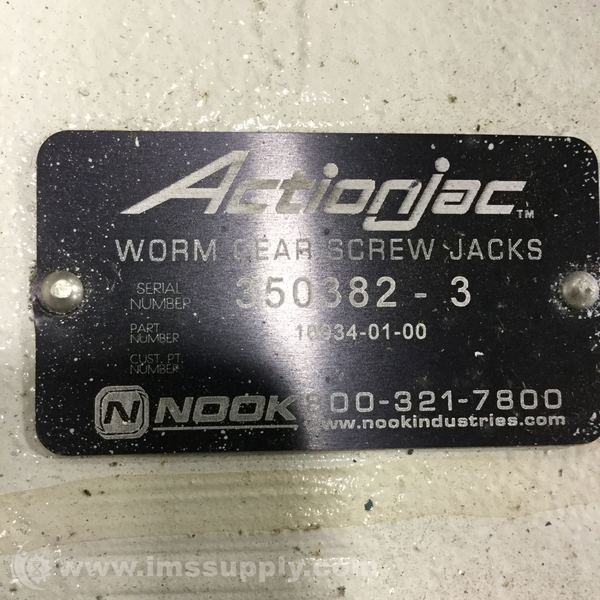 Actionjac™
WORM GEAR SCREW JACKS
SERIAL NUMBER 350382 - 3
PART NUMBER 16934-01-00
CUST. PT. NUMBER
N NOOK 800-321-7800
www.nookindustries.com
www.imssupply.com